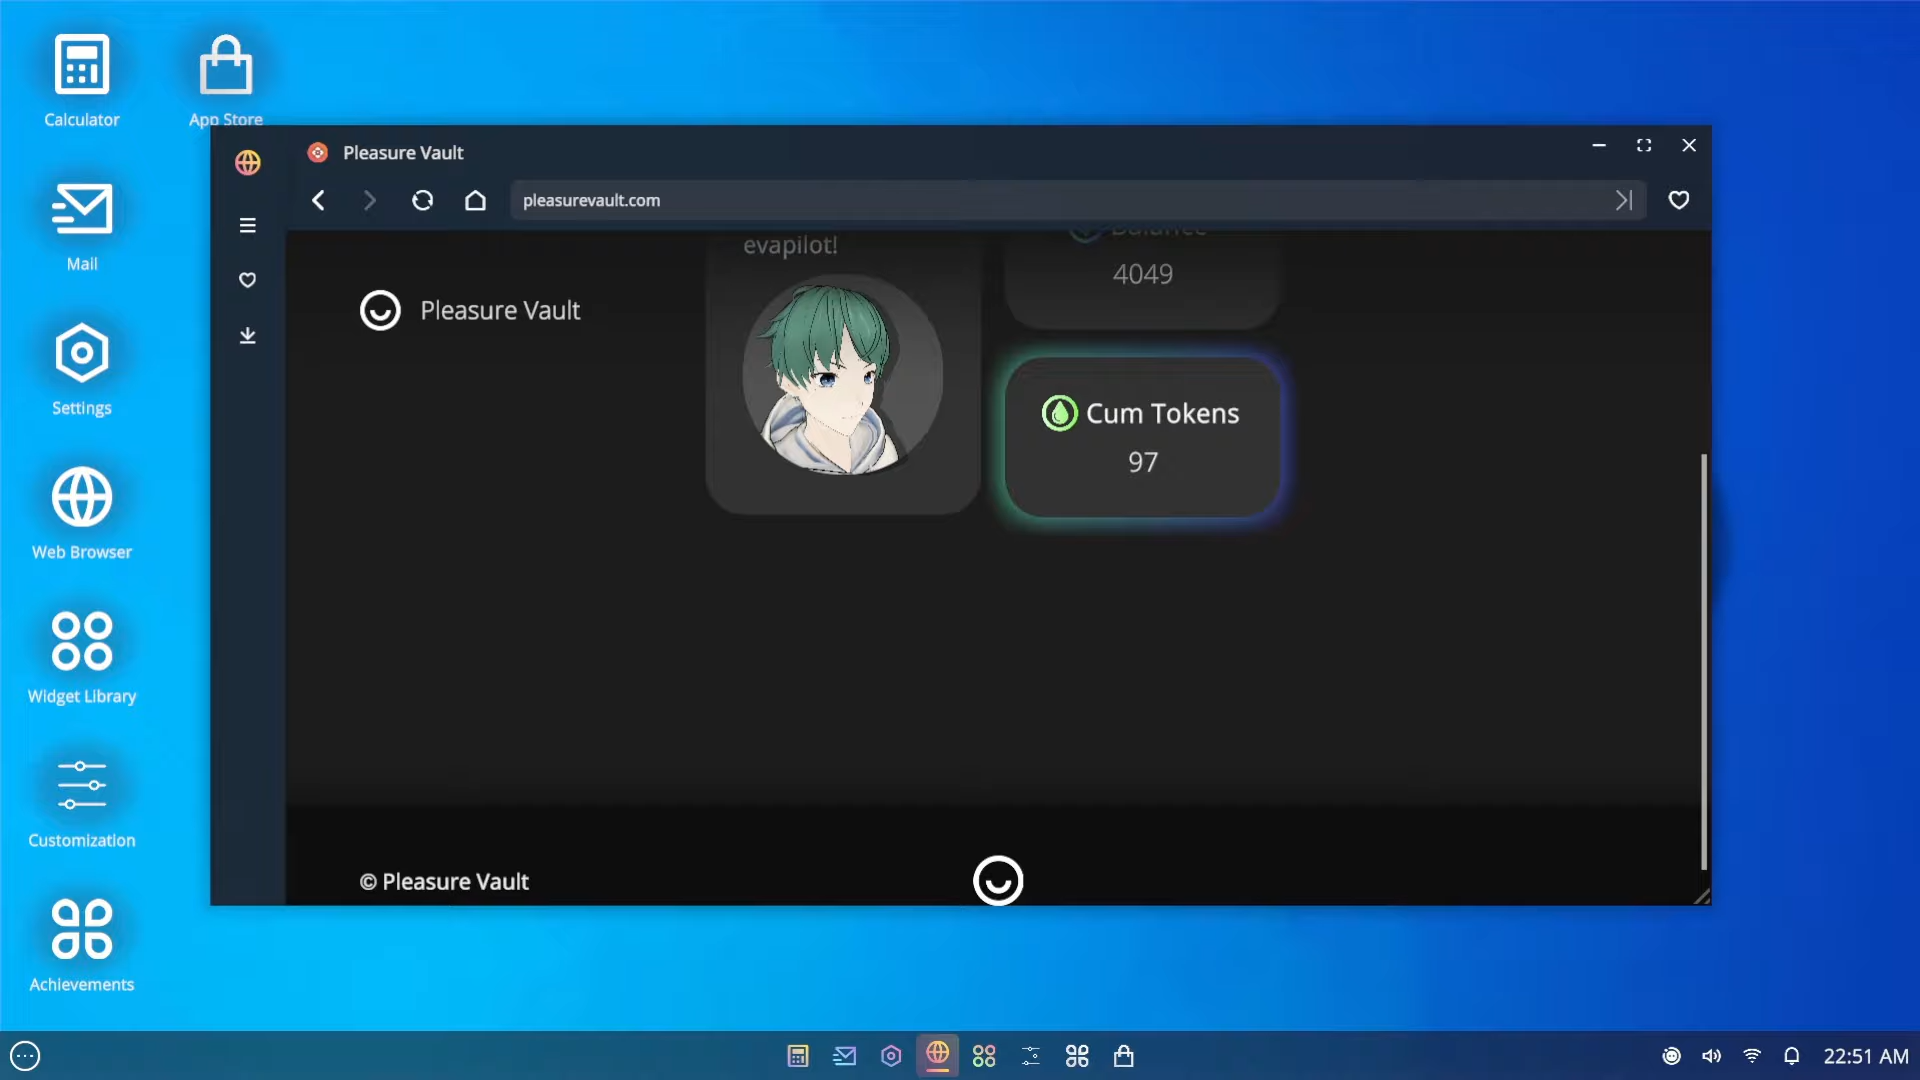 Calculator
App Store
Mail
Settings
Web Browser
Widget Library
Customization
Achievements
Pleasure Vault
pleasurevault.com
evapilot!
Pleasure Vault
Balance
4049
Cum Tokens
97
© Pleasure Vault
22:51 AM